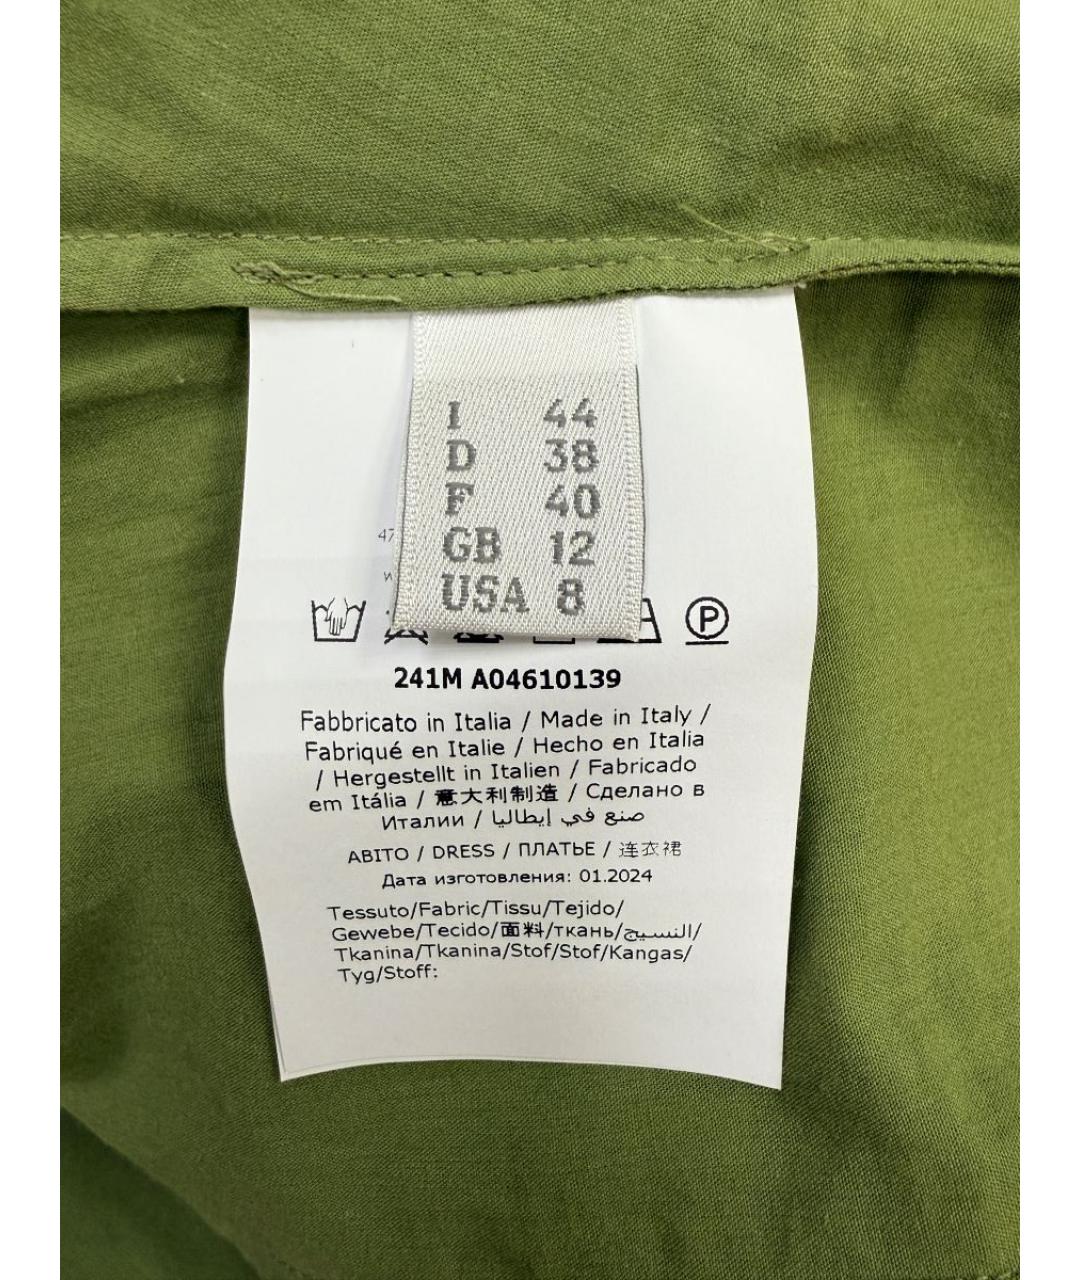 I 44
D 38
F 40
GB 12
USA 8
47
P
241M A04610139
Fabbricato in Italia / Made in Italy /
Fabriqué en Italie / Hecho en Italia
/ Hergestellt in Italien / Fabricado
em Itália / 意大利制造 / Сделано в
Италии / صنع في إيطاليا
ABITO / DRESS / ПЛАТЬЕ / 连衣裙
Дата изготовления: 01.2024
Tessuto/Fabric/Tissu/Tejido/
Gewebe/Tecido/面料/ткань/النسيج/
Tkanina/Tkanina/Stof/Stof/Kangas/
Tyg/Stoff: